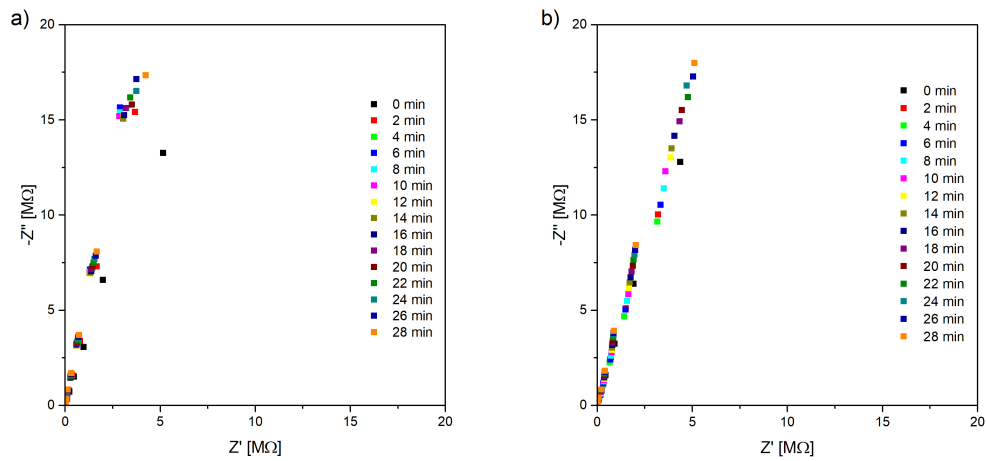 a)
20
15
10
5
0
-Z" [MΩ]
0 5 10 15 20
Z' [MΩ]
0 min
2 min
4 min
6 min
8 min
10 min
12 min
14 min
16 min
18 min
20 min
22 min
24 min
26 min
28 min
b)
20
15
10
5
0
-Z" [MΩ]
0 5 10 15 20
Z' [MΩ]
0 min
2 min
4 min
6 min
8 min
10 min
12 min
14 min
16 min
18 min
20 min
22 min
24 min
26 min
28 min